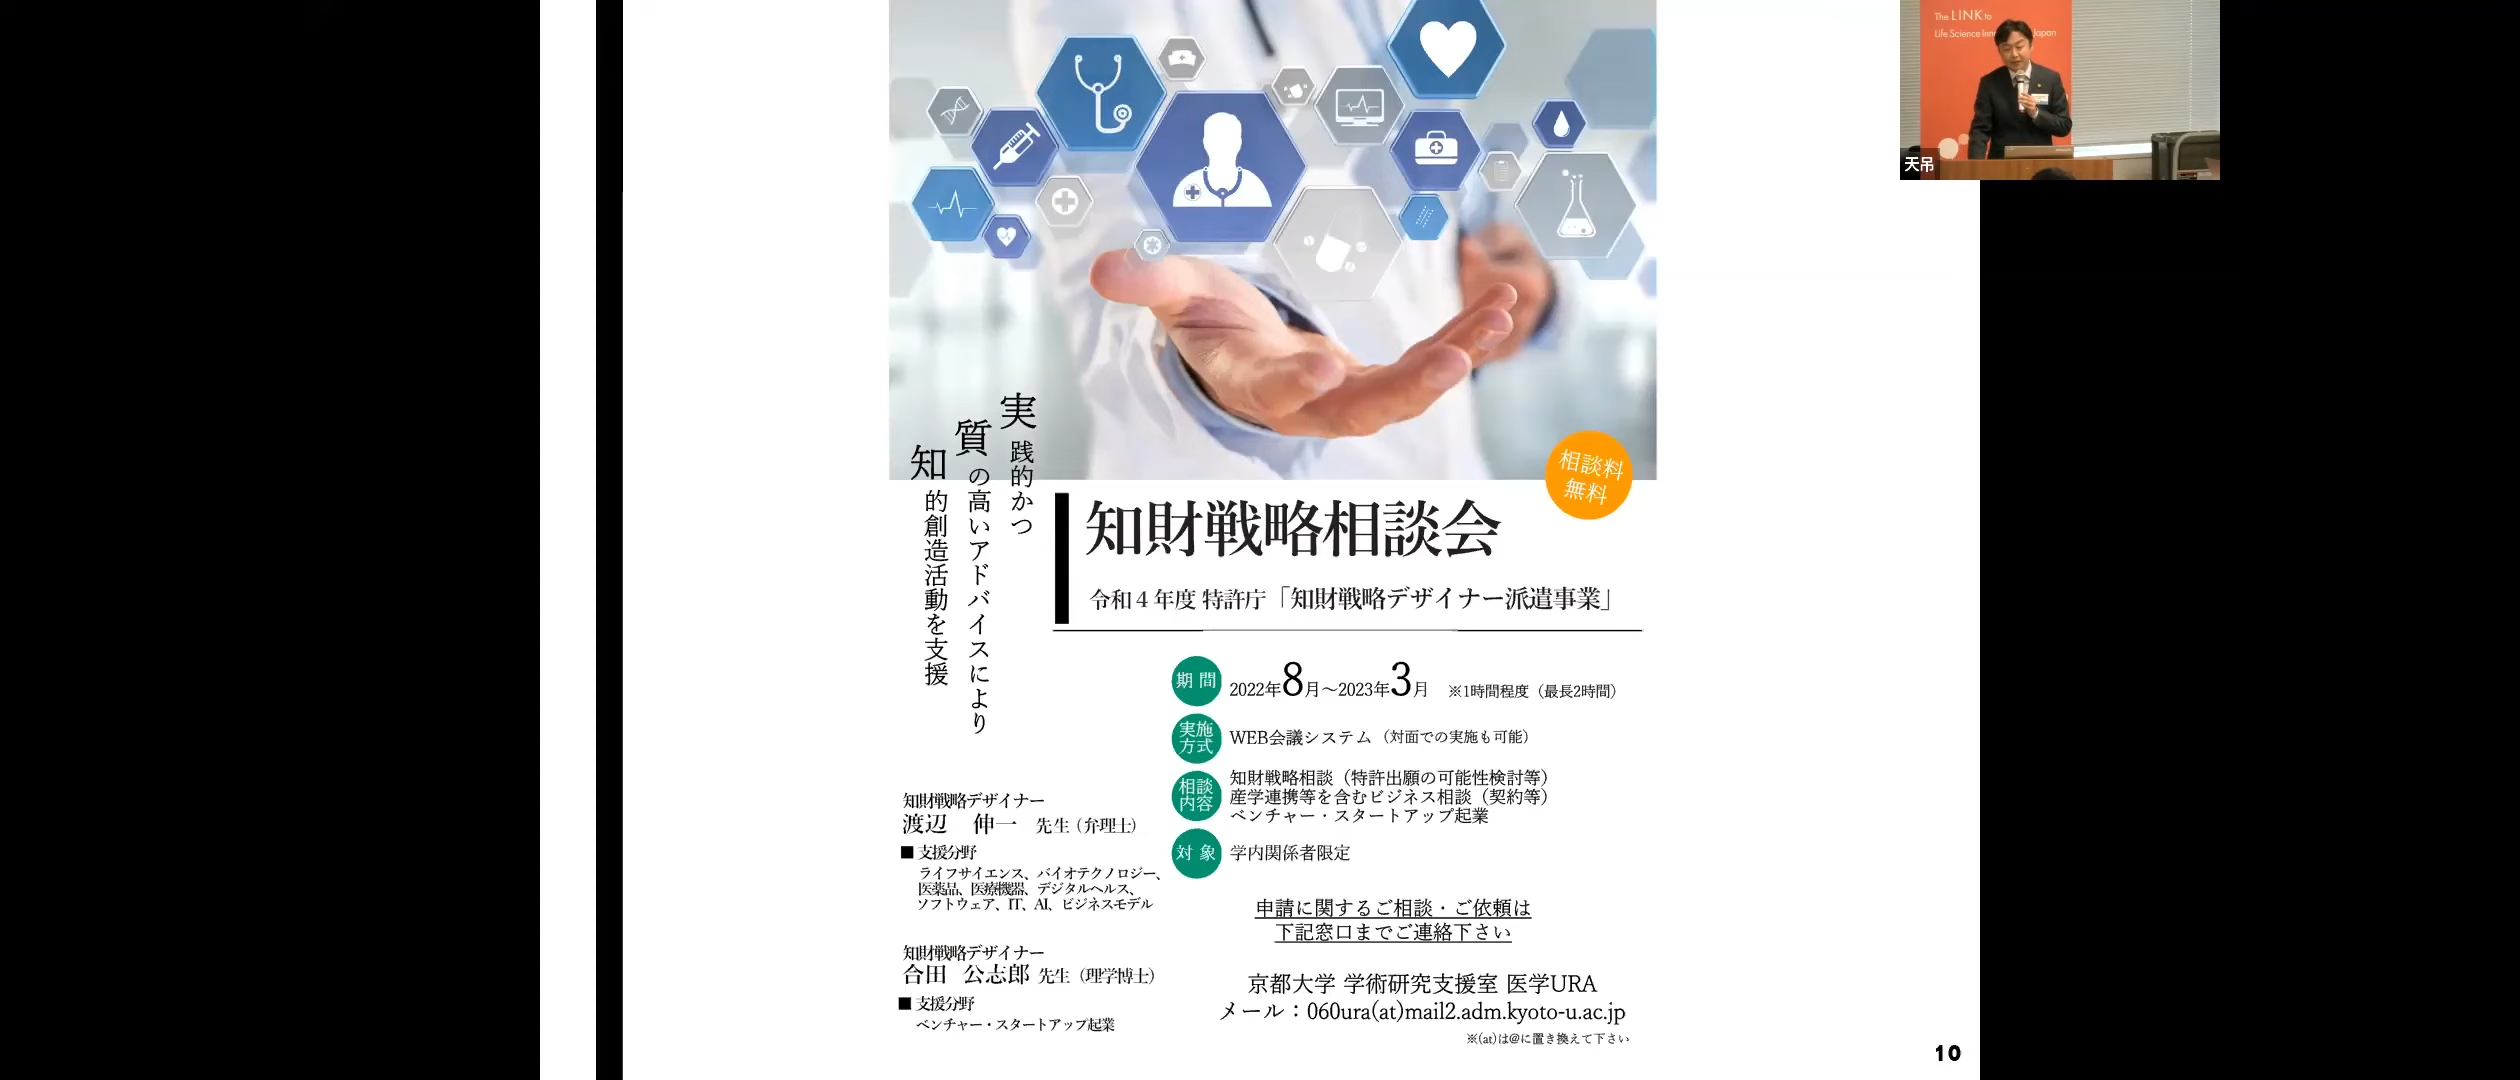 The LINK to
Life Science Inn Japan
天吊
実践的かつ
質の高いアドバイスにより
知的創造活動を支援
相談料
無料
知財戦略相談会
令和４年度 特許庁「知財戦略デザイナー派遣事業」
期間 2022年8月～2023年3月 ※1時間程度（最長2時間）
実施
方式
WEB会議システム（対面での実施も可能）
相談
内容
知財戦略相談（特許出願の可能性検討等）
産学連携等を含むビジネス相談（契約等）
ベンチャー・スタートアップ起業
対象 学内関係者限定
知財戦略デザイナー
渡辺 伸一 先生（弁理士）
■ 支援分野
ライフサイエンス、バイオテクノロジー、
医薬品、医療機器、デジタルヘルス、
ソフトウェア、IT、AI、ビジネスモデル
知財戦略デザイナー
合田 公志郎 先生（理学博士）
■ 支援分野
ベンチャー・スタートアップ起業
申請に関するご相談・ご依頼は
下記窓口までご連絡下さい
京都大学 学術研究支援室 医学URA
メール：060ura(at)mail2.adm.kyoto-u.ac.jp
※(at)は@に置き換えて下さい
10